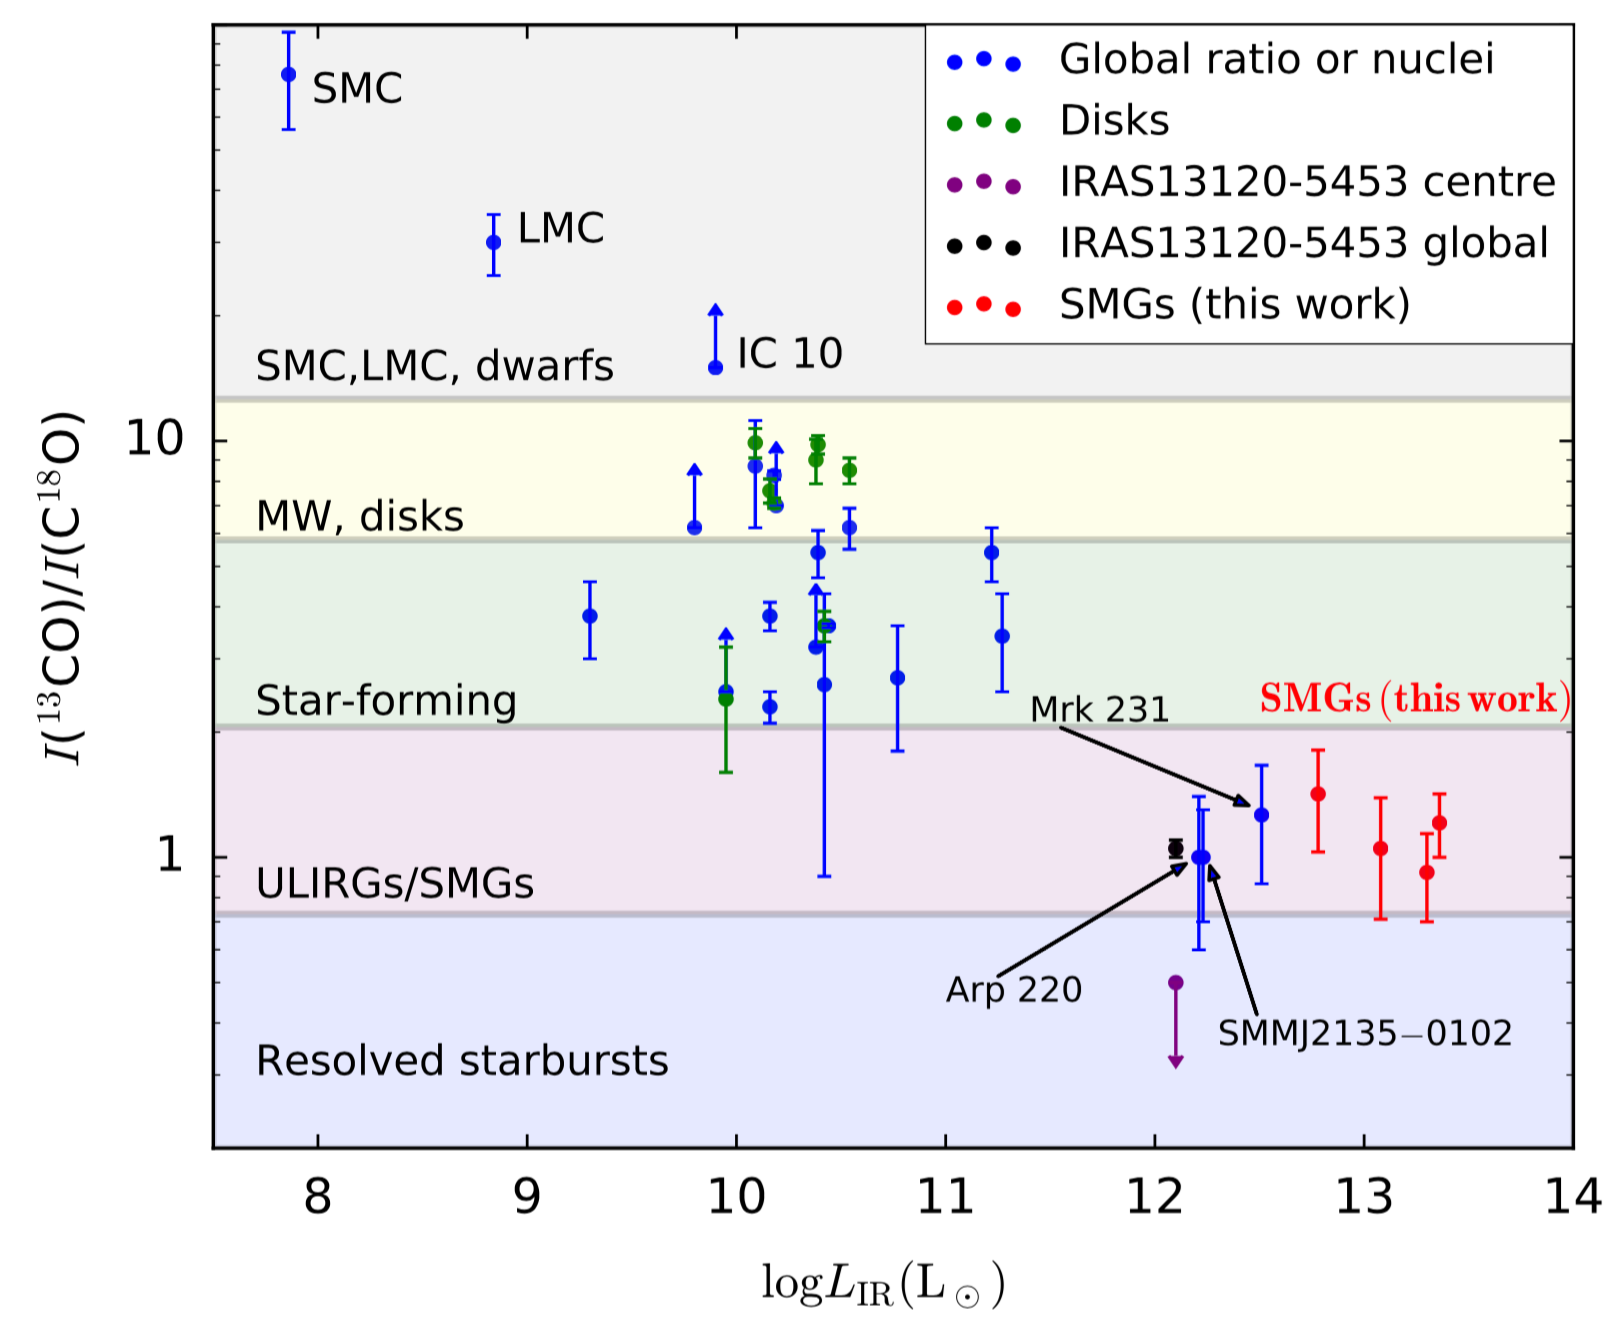 Global ratio or nuclei
Disks
IRAS13120-5453 centre
IRAS13120-5453 global
SMGs (this work)
SMC
LMC
IC 10
SMC,LMC, dwarfs
MW, disks
Star-forming
SMGs (this work)
Mrk 231
ULIRGs/SMGs
Arp 220
SMMJ2135−0102
Resolved starbursts
I(¹³CO)/I(C¹⁸O)
10
1
8 9 10 11 12 13 14
logL_IR(L_⊙)